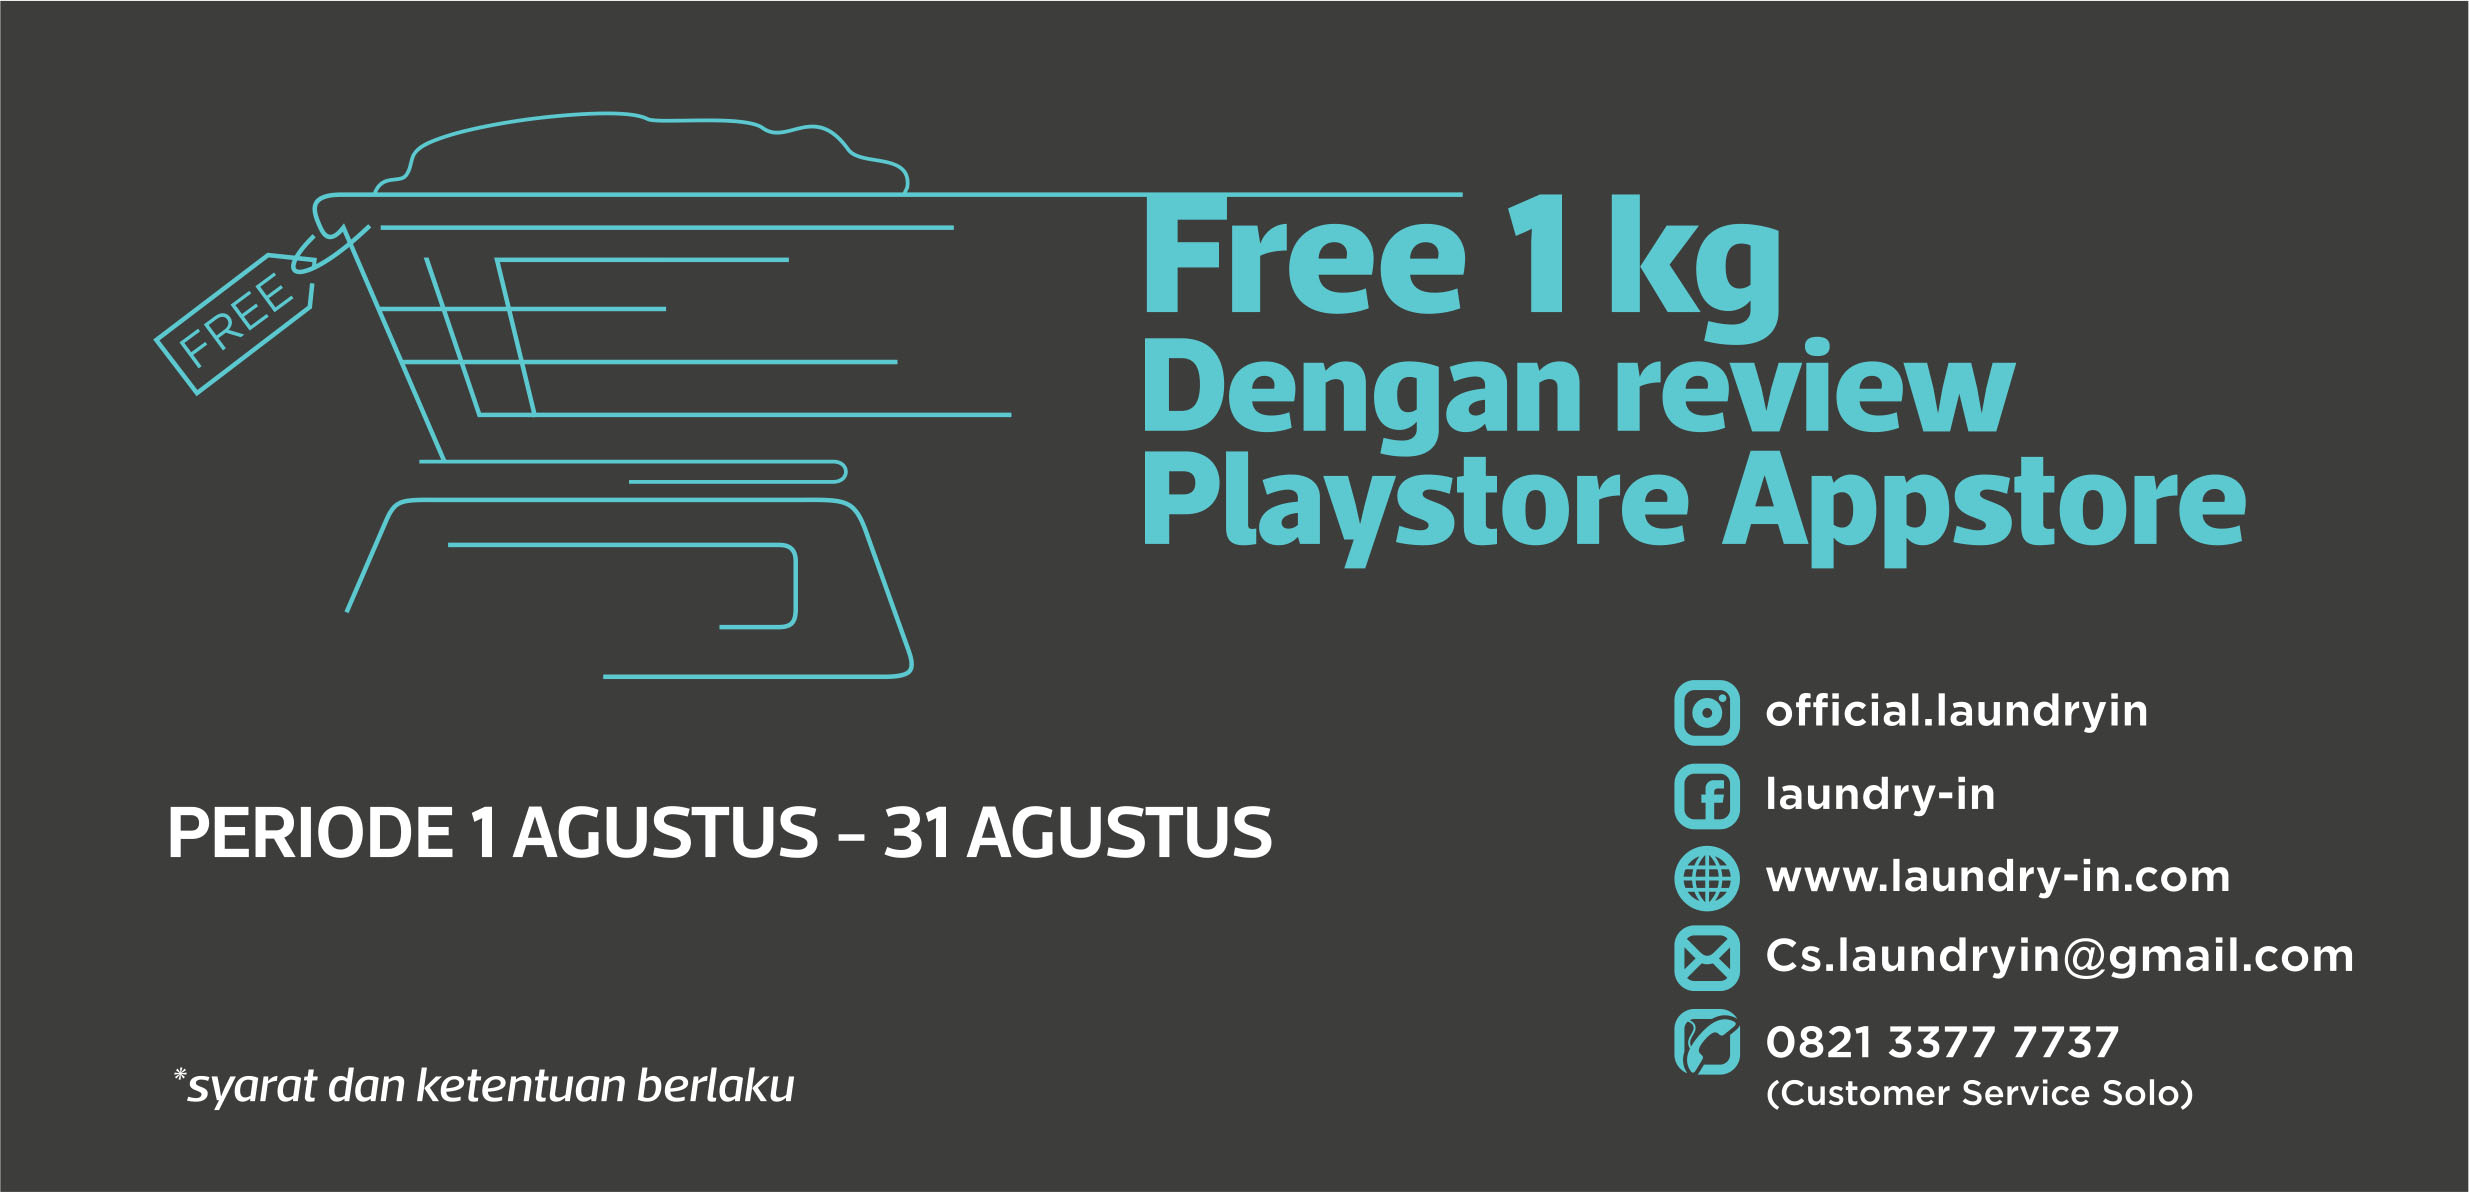 FREE
Free 1 kg
Dengan review
Playstore Appstore
PERIODE 1 AGUSTUS - 31 AGUSTUS
*syarat dan ketentuan berlaku
official.laundryin
laundry-in
www.laundry-in.com
Cs.laundryin@gmail.com
0821 3377 7737
(Customer Service Solo)